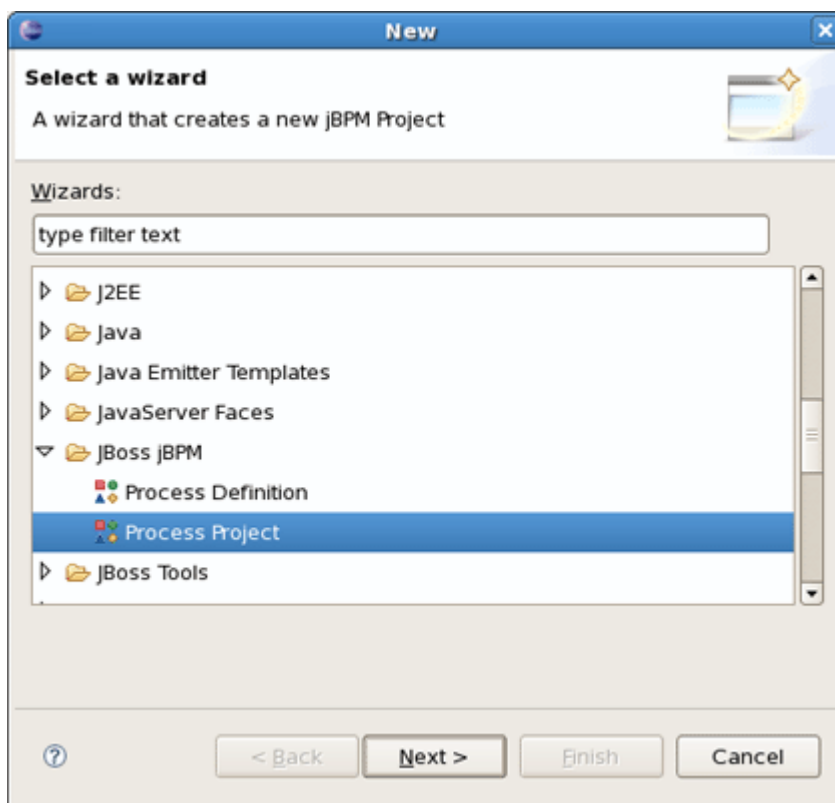 New
Select a wizard
A wizard that creates a new jBPM Project
Wizards:
type filter text
J2EE
Java
Java Emitter Templates
JavaServer Faces
JBoss jBPM
Process Definition
Process Project
JBoss Tools
? < Back Next > Finish Cancel